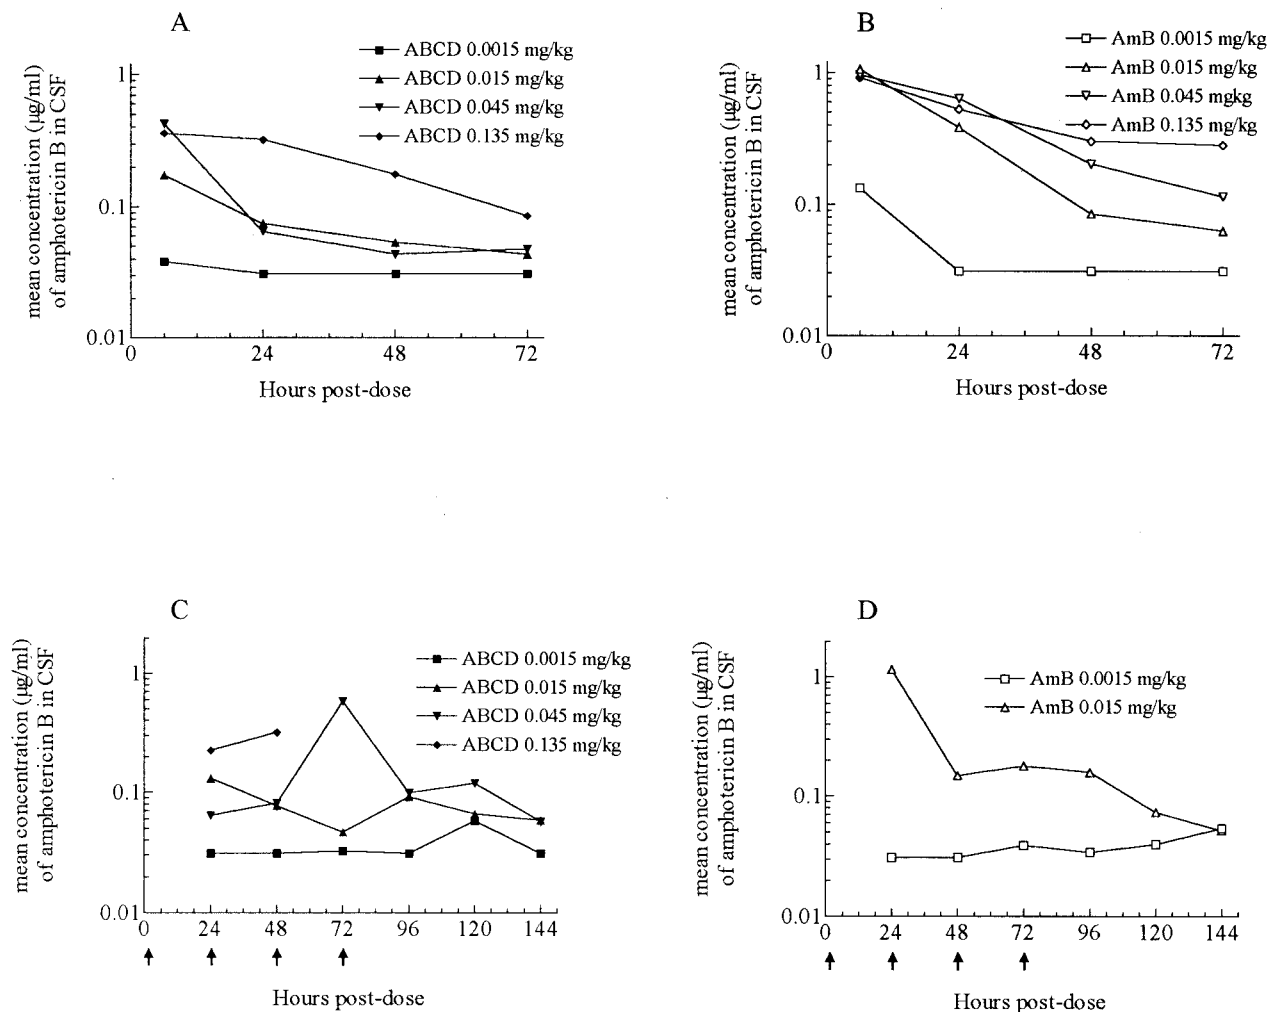 A
ABCD 0.0015 mg/kg
ABCD 0.015 mg/kg
ABCD 0.045 mg/kg
ABCD 0.135 mg/kg
mean concentration (µg/ml)
of amphotericin B in CSF
1
0.1
0.01
0 24 48 72
Hours post-dose
B
AmB 0.0015 mg/kg
AmB 0.015 mg/kg
AmB 0.045 mgkg
AmB 0.135 mg/kg
mean concentration (µg/ml)
of amphotericin B in CSF
1
0.1
0.01
0 24 48 72
Hours post-dose
C
ABCD 0.0015 mg/kg
ABCD 0.015 mg/kg
ABCD 0.045 mg/kg
ABCD 0.135 mg/kg
mean concentration (µg/ml)
of amphotericin B in CSF
1
0.1
0.01
0 24 48 72 96 120 144
Hours post-dose
D
AmB 0.0015 mg/kg
AmB 0.015 mg/kg
mean concentration (µg/ml)
of amphotericin B in CSF
1
0.1
0.01
0 24 48 72 96 120 144
Hours post-dose